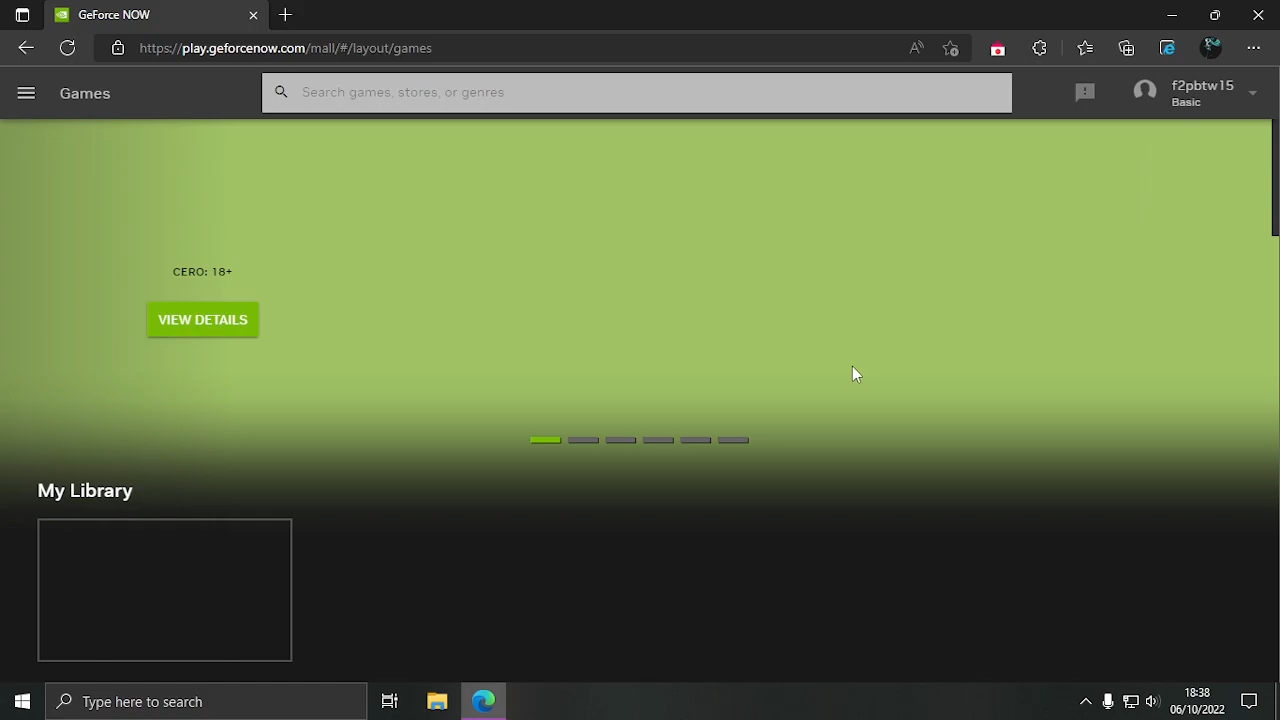 GeForce NOW
https://play.geforcenow.com/mall/#/layout/games
Games
Search games, stores, or genres
f2pbtw15
Basic
CERO: 18+
VIEW DETAILS
My Library
Type here to search
18:38
06/10/2022